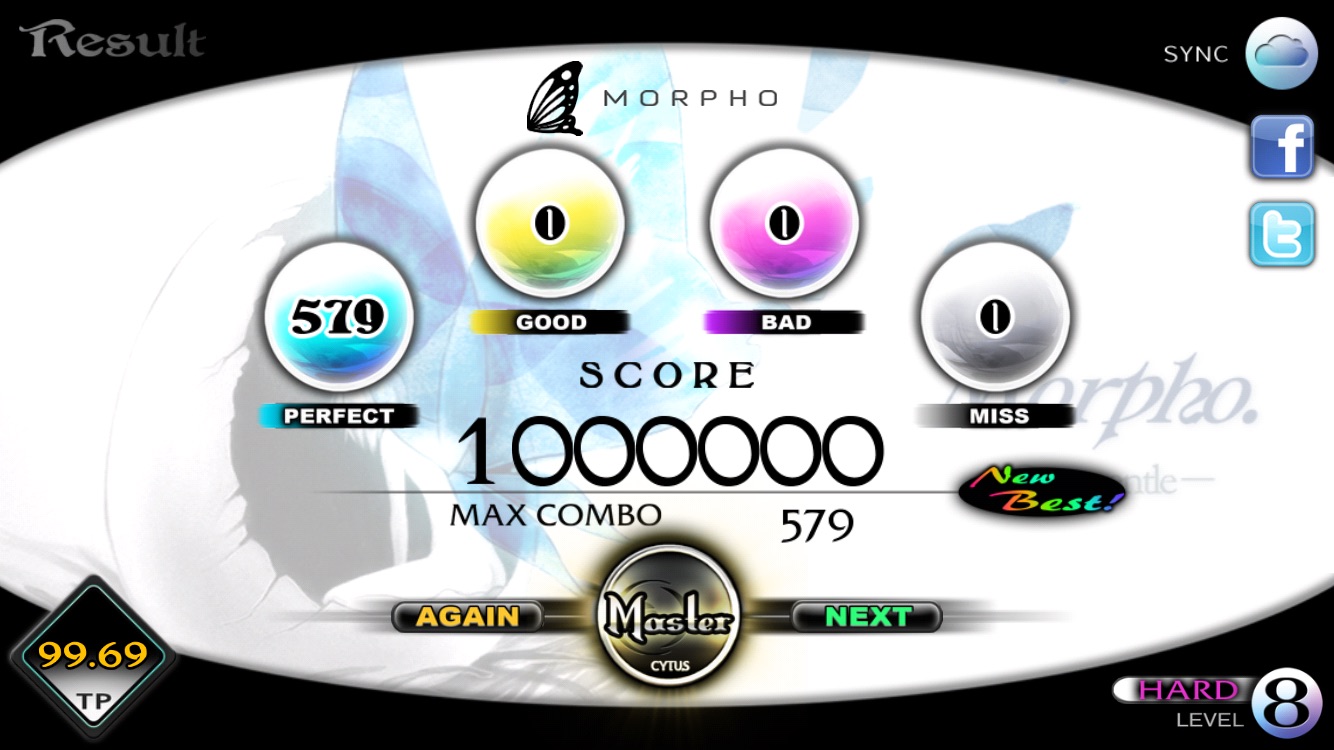 Result
SYNC
MORPHO
0
0
GOOD
BAD
579
0
PERFECT
MISS
SCORE
Morpho.
1000000
New
Best!
MAX COMBO 579
AGAIN
Master
NEXT
CYTUS
99.69
TP
HARD
LEVEL
8